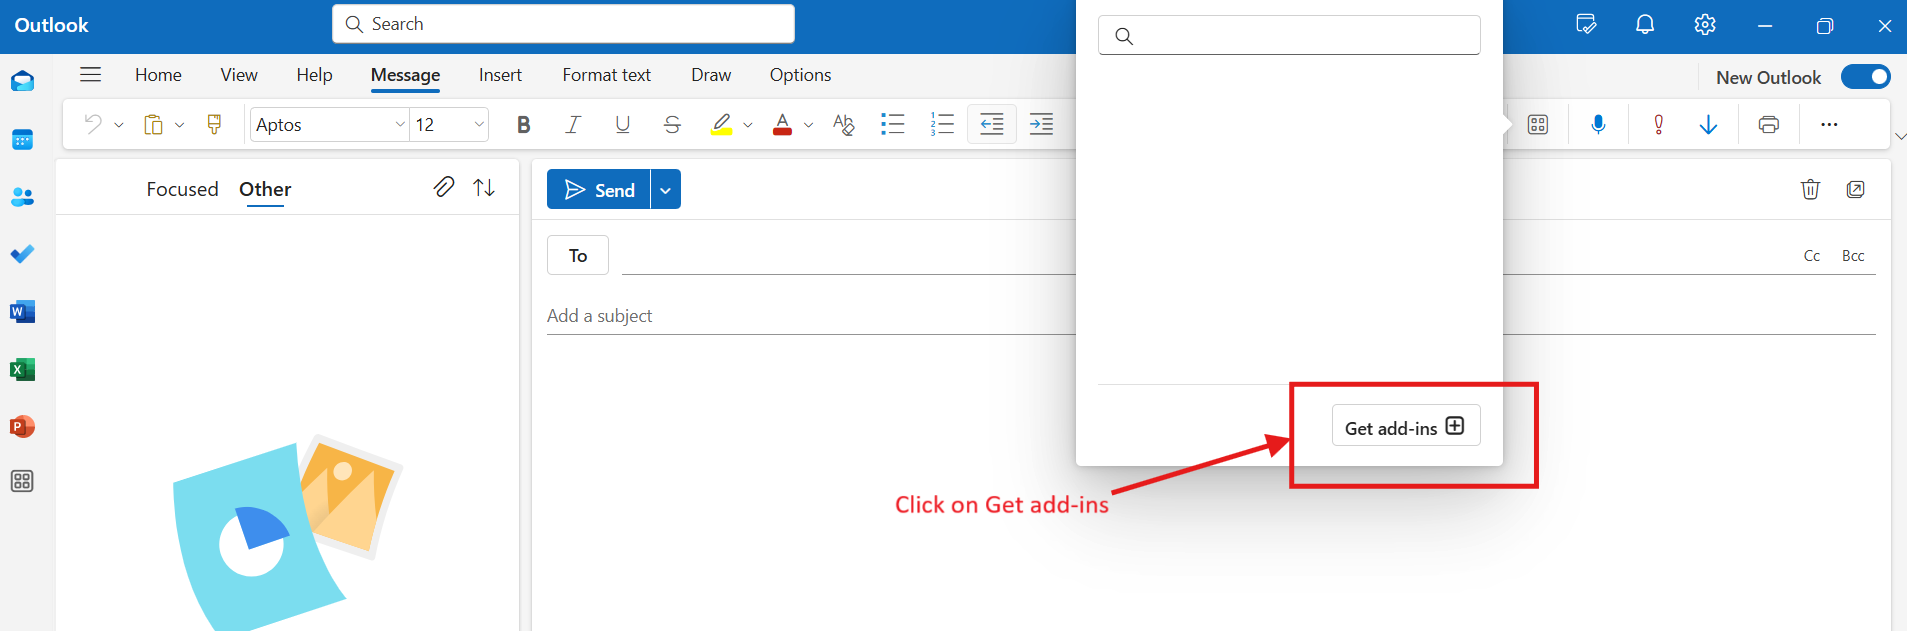 Outlook
Search
Home View Help Message Insert Format text Draw Options
New Outlook
Aptos 12 B I U S A Ab
Focused Other
Send
To
Cc Bcc
Add a subject
Get add-ins
Click on Get add-ins